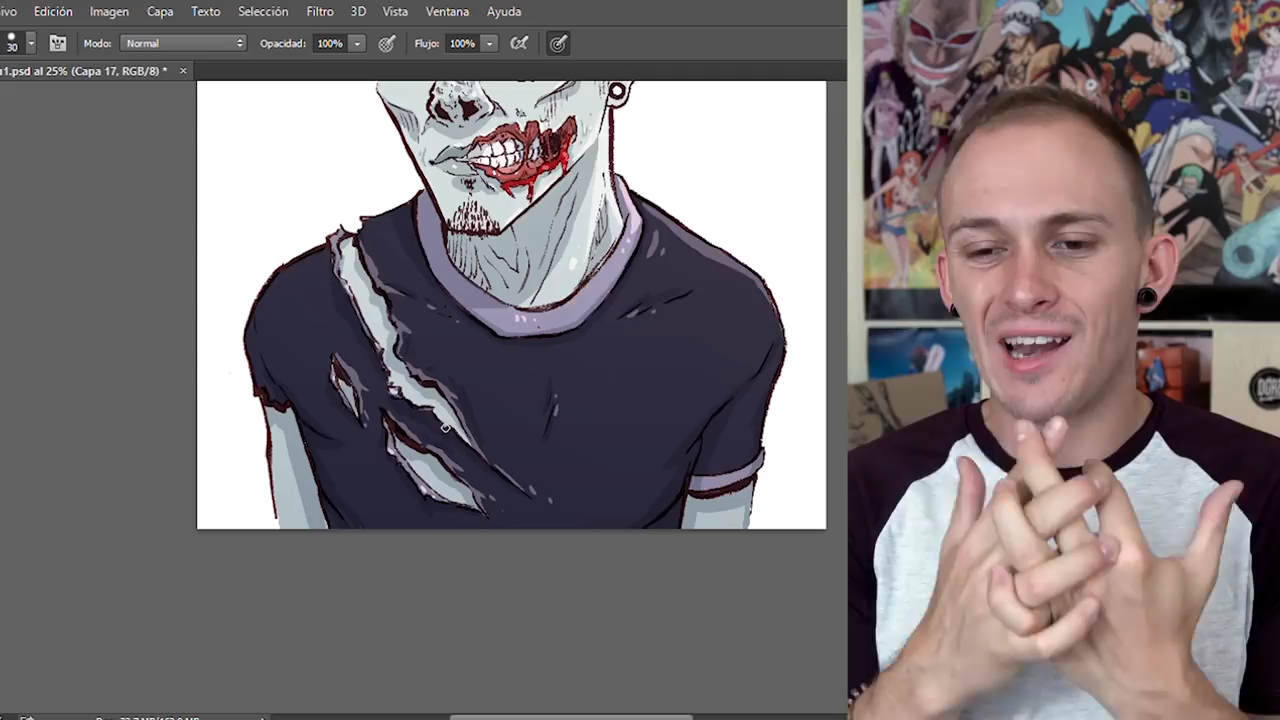 Edición Imagen Capa Texto Selección Filtro 3D Vista Ventana Ayuda
30 Modo: Normal Opacidad: 100% Flujo: 100%
1.psd al 25% (Capa 17, RGB/8) * ×